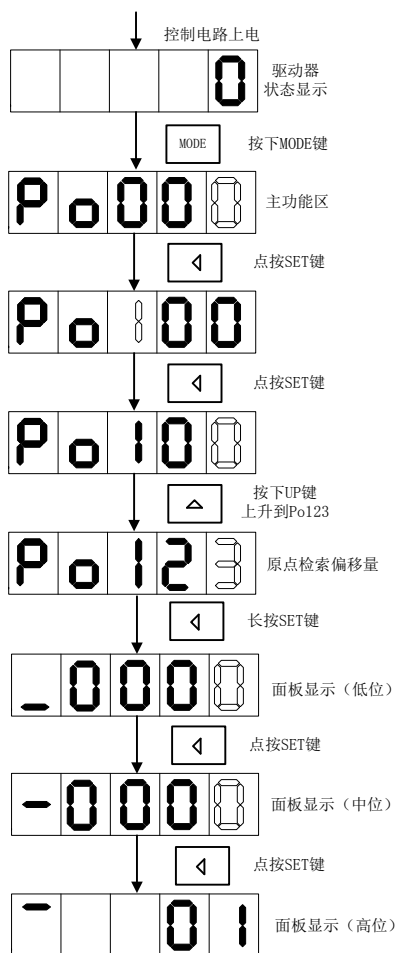 控制电路上电
0
驱动器
状态显示
MODE
按下MODE键
Po000
主功能区
点按SET键
Po100
点按SET键
Po100
按下UP键
上升到Po123
Po123
原点检索偏移量
长按SET键
_0000
面板显示（低位）
点按SET键
-0000
面板显示（中位）
点按SET键
‾ 01
面板显示（高位）